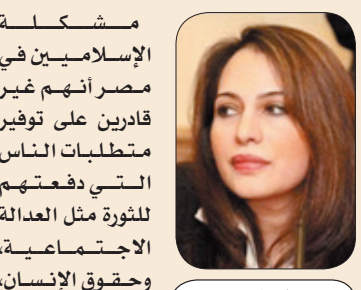 مشكلة
الإسلاميين في
مصر أنهم غير
قادرين على توفير
متطلبات الناس
التي دفعتهم
للثورة مثل العدالة
الاجتماعية،
وحقوق الإنسان،